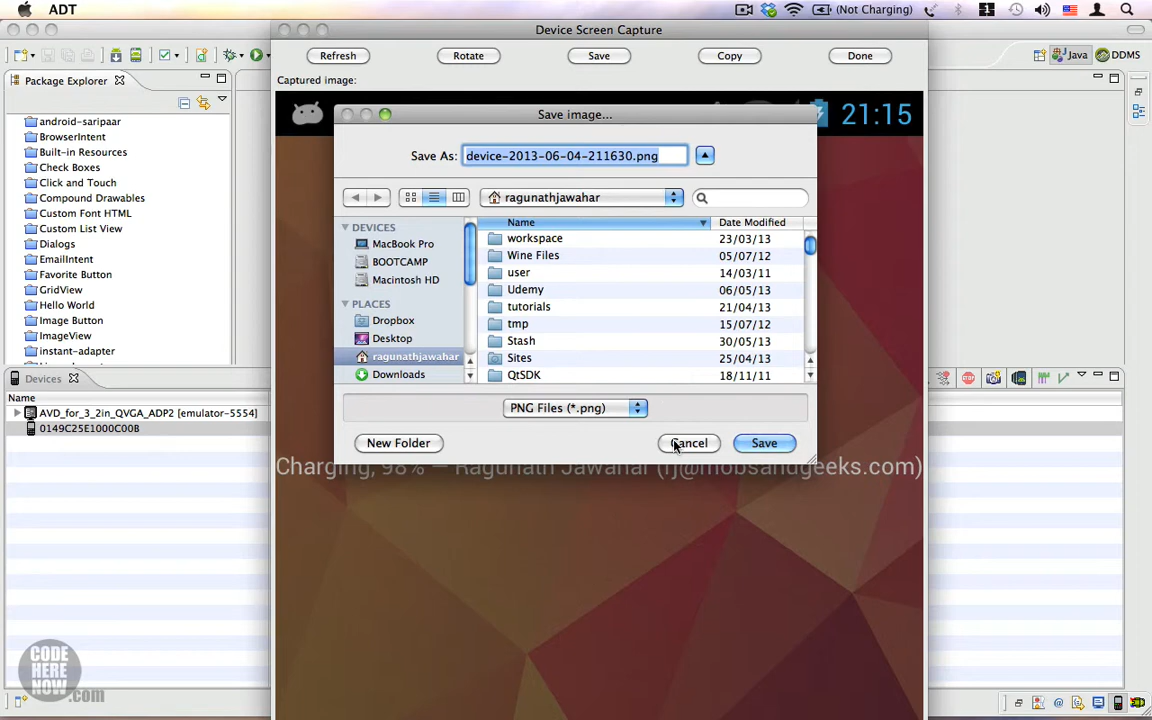 ADT
(Not Charging)
Device Screen Capture
Refresh
Rotate
Save
Copy
Done
Java
DDMS
Package Explorer
Captured image:
21:15
Save image...
Save As:
device-2013-06-04-211630.png
ragunathjawahar
android-saripaar
BrowserIntent
Built-in Resources
Check Boxes
Click and Touch
Compound Drawables
Custom Font HTML
Custom List View
Dialogs
EmailIntent
Favorite Button
GridView
Hello World
Image Button
ImageView
instant-adapter
DEVICES
MacBook Pro
BOOTCAMP
Macintosh HD
PLACES
Dropbox
Desktop
ragunathjawahar
Downloads
Name
Date Modified
workspace 23/03/13
Wine Files 05/07/12
user 14/03/11
Udemy 06/05/13
tutorials 21/04/13
tmp 15/07/12
Stash 30/05/13
Sites 25/04/13
QtSDK 18/11/11
PNG Files (*.png)
New Folder
Cancel
Save
Devices
Name
AVD_for_3_2in_QVGA_ADP2 [emulator-5554]
0149C25E1000C00B
Charging, 98% — Ragunath Jawahar (rj@mobsandgeeks.com)
CODE
HERE
NOW
.com